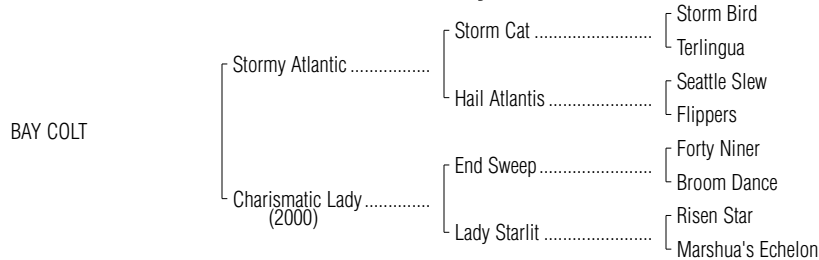 Storm Bird
Storm Cat ........................
Terlingua
Stormy Atlantic .................
Seattle Slew
Hail Atlantis ......................
Flippers
BAY COLT
Forty Niner
End Sweep ........................
Broom Dance
Charismatic Lady ..............
(2000)
Risen Star
Lady Starlit .......................
Marshua's Echelon